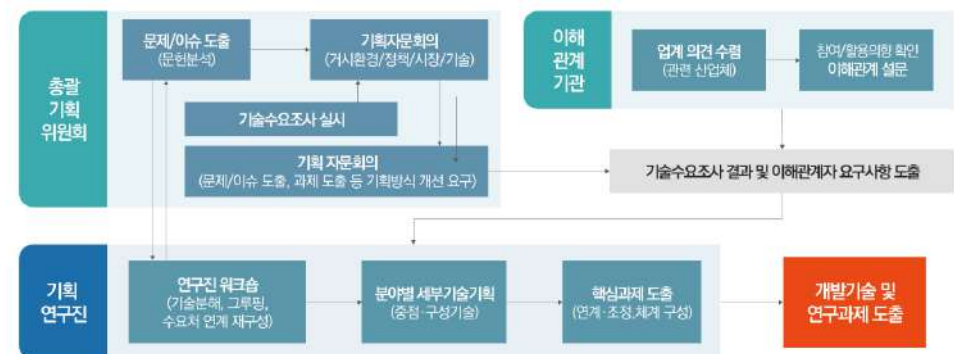 총괄
기획
위원회
문제/이슈 도출
(문헌분석)
기획자문회의
(거시환경/정책/시장/기술)
기술수요조사 실시
기획 자문회의
(문제/이슈 도출, 과제 도출 등 기획방식 개선 요구)
이해
관계
기관
업계 의견 수렴
(관련 산업체)
참여/활용의향 확인
이해관계 설문
기술수요조사 결과 및 이해관계자 요구사항 도출
기획
연구진
연구진 워크숍
(기술분해, 그루핑,
수요처 연계 재구성)
분야별 세부기술기획
(중점·구성기술)
핵심과제 도출
(연계·조정,체계 구성)
개발기술 및
연구과제 도출